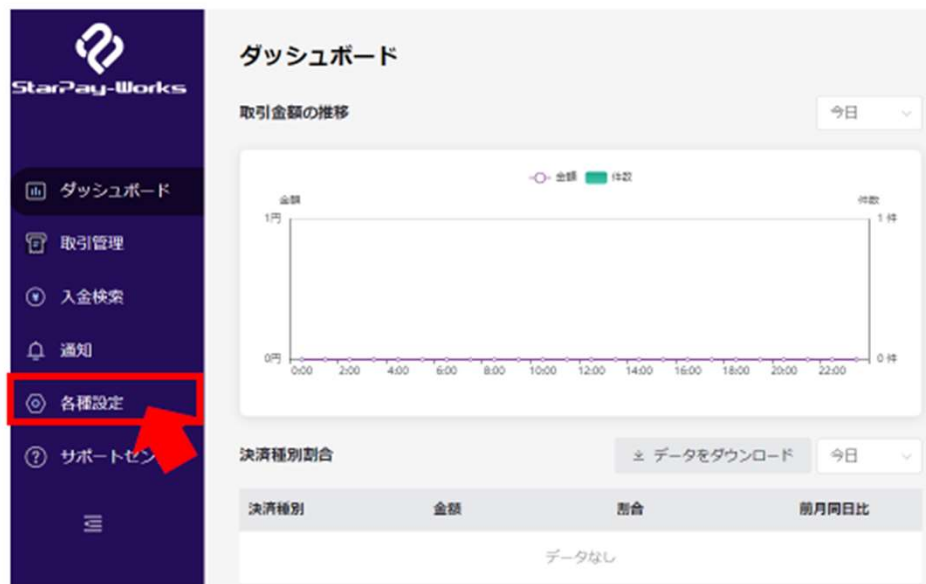 StarPay-Works
ダッシュボード
取引管理
入金検索
通知
各種設定
ダッシュボード
取引金額の推移
今日
金額 件数
金額 件数
1円 1件
0円 0件
0:00 2:00 4:00 6:00 8:00 10:00 12:00 14:00 16:00 18:00 20:00 22:00
決済種別割合
データをダウンロード
今日
決済種別 金額 割合 前月同日比
データなし